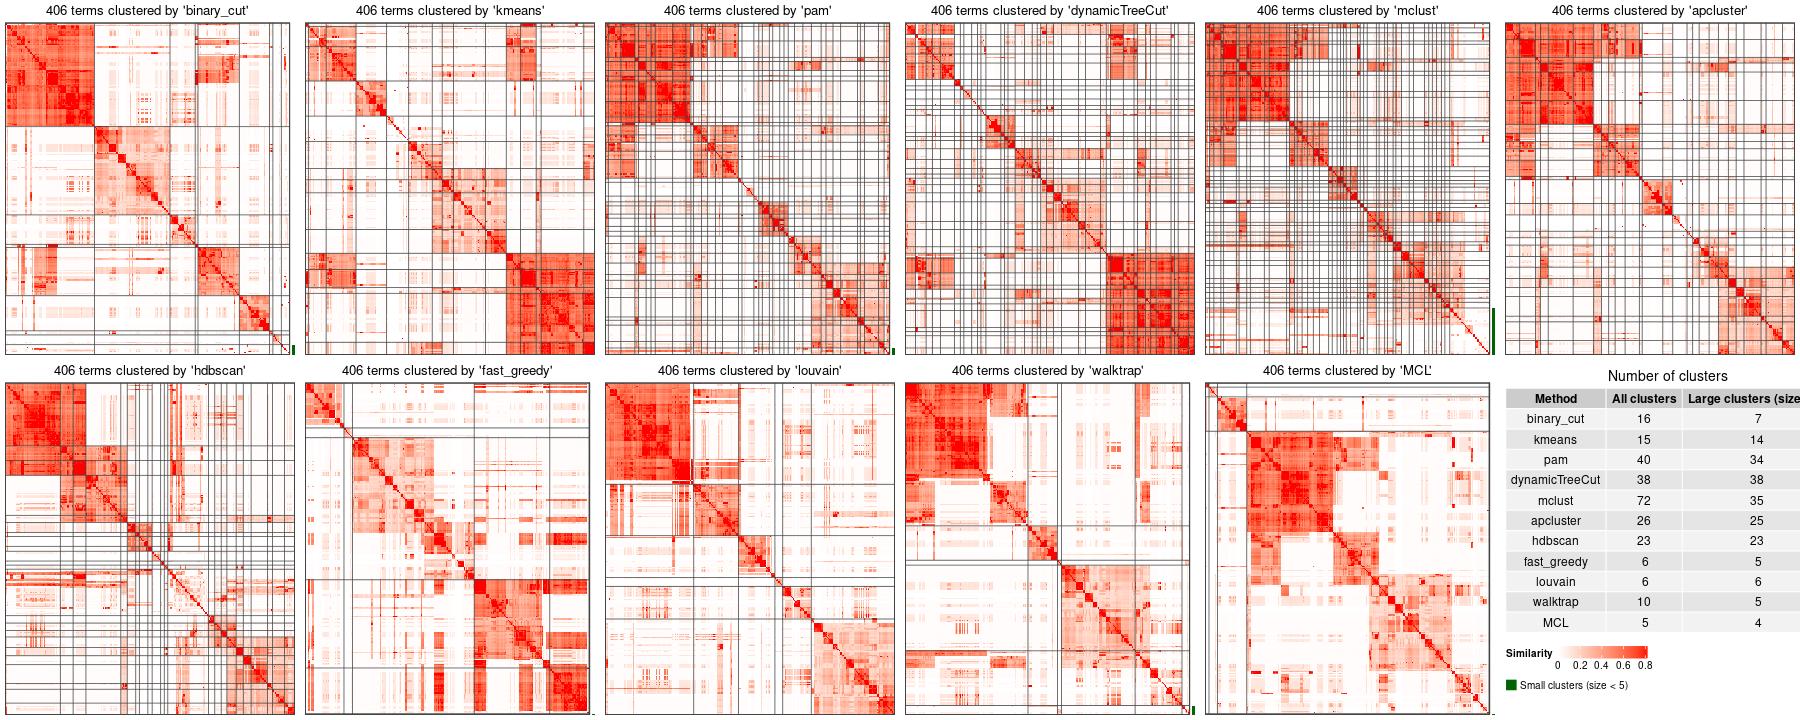 406 terms clustered by 'binary_cut'
406 terms clustered by 'kmeans'
406 terms clustered by 'pam'
406 terms clustered by 'dynamicTreeCut'
406 terms clustered by 'mclust'
406 terms clustered by 'apcluster'
406 terms clustered by 'hdbscan'
406 terms clustered by 'fast_greedy'
406 terms clustered by 'louvain'
406 terms clustered by 'walktrap'
406 terms clustered by 'MCL'
Number of clusters
Method All clusters Large clusters (size
binary_cut 16 7
kmeans 15 14
pam 40 34
dynamicTreeCut 38 38
mclust 72 35
apcluster 26 25
hdbscan 23 23
fast_greedy 6 5
louvain 6 6
walktrap 10 5
MCL 5 4
Similarity
0 0.2 0.4 0.6 0.8
Small clusters (size < 5)